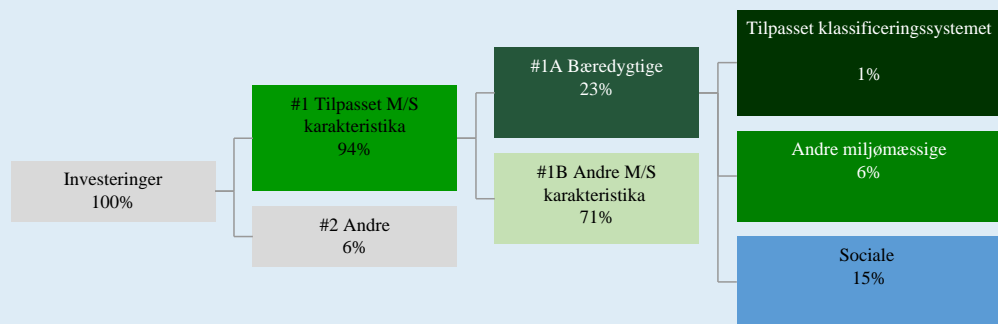 Investeringer
100%
#1 Tilpasset M/S
karakteristika
94%
#2 Andre
6%
#1A Bæredygtige
23%
#1B Andre M/S
karakteristika
71%
Tilpasset klassificeringssystemet
1%
Andre miljømæssige
6%
Sociale
15%